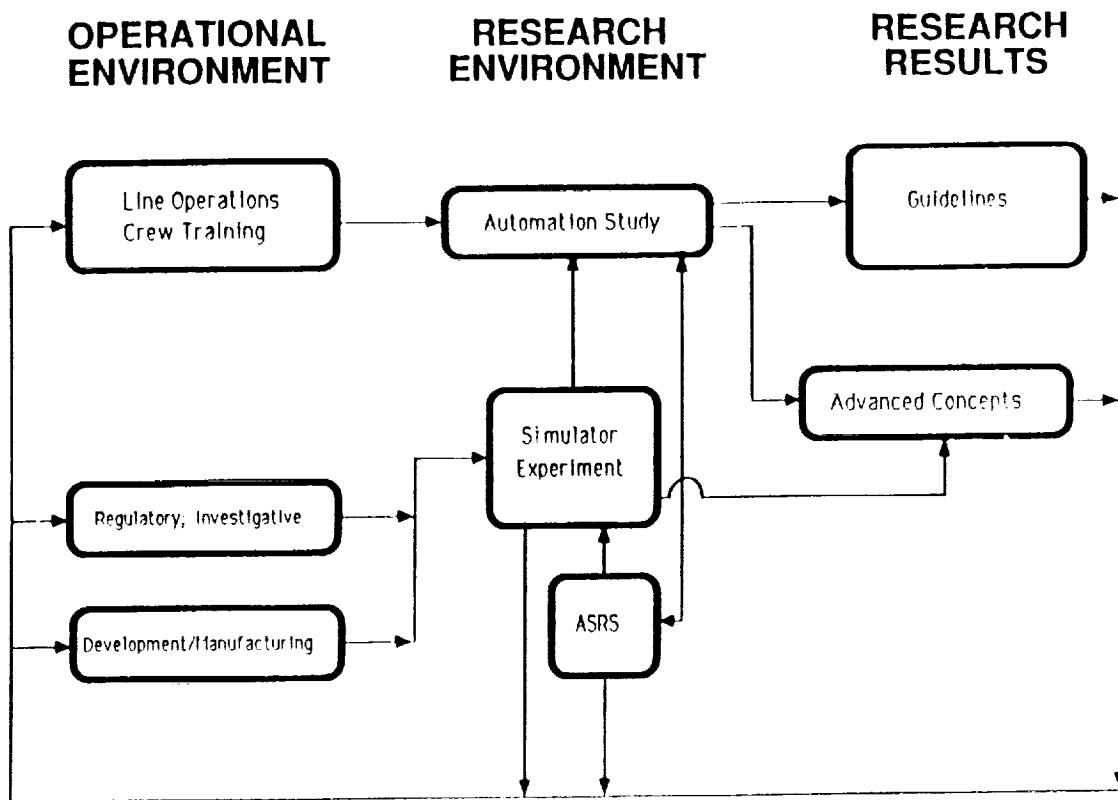 OPERATIONAL
ENVIRONMENT
RESEARCH
ENVIRONMENT
RESEARCH
RESULTS
Line Operations
Crew Training
Automation Study
Guidelines
Advanced Concepts
Simulator
Experiment
Regulatory, Investigative
ASRS
Development/Manufacturing